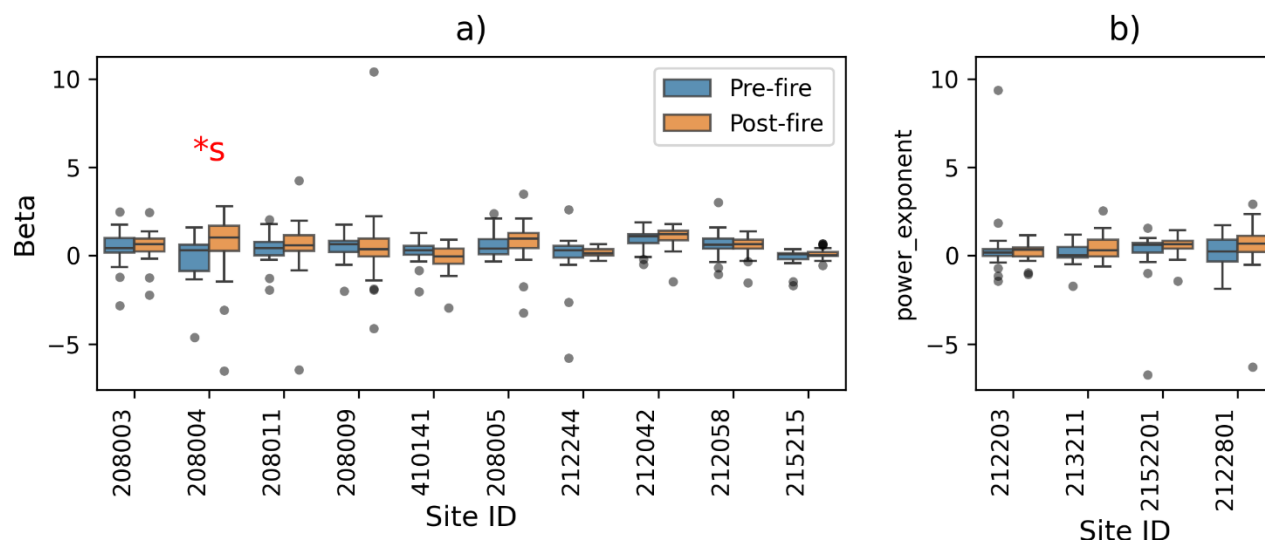 a)
Beta
10
5
0
−5
*s
Pre-fire
Post-fire
208003
208004
208011
208009
410141
208005
212244
212042
212058
215215
Site ID
b)
power_exponent
10
5
0
−5
212203
213211
2152201
2122801
Site ID